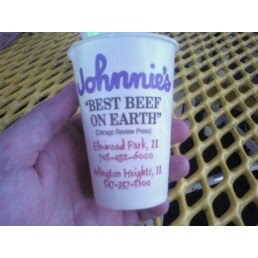 Johnnie's
"BEST BEEF
ON EARTH"
(Chicago Review Press)
Elmwood Park, IL
708-452-6000
Arlington Heights, IL
847-357-8100